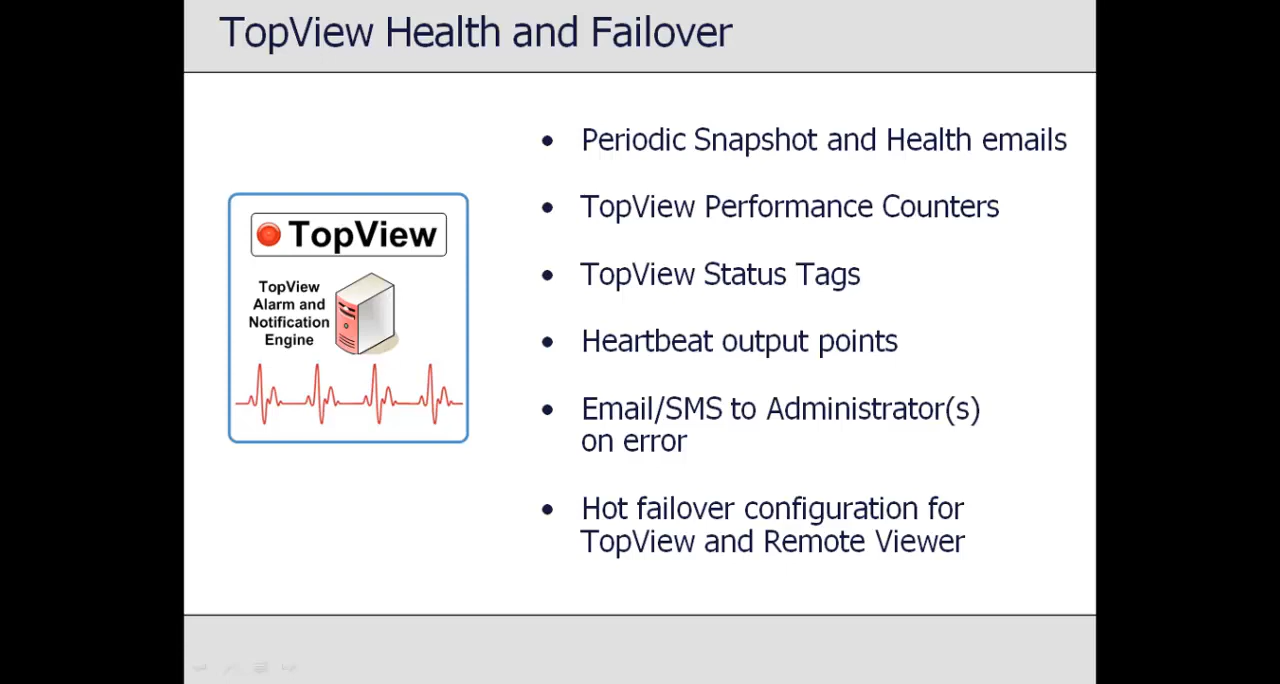 TopView Health and Failover
TopView
TopView
Alarm and
Notification
Engine
• Periodic Snapshot and Health emails
• TopView Performance Counters
• TopView Status Tags
• Heartbeat output points
• Email/SMS to Administrator(s)
on error
• Hot failover configuration for
TopView and Remote Viewer